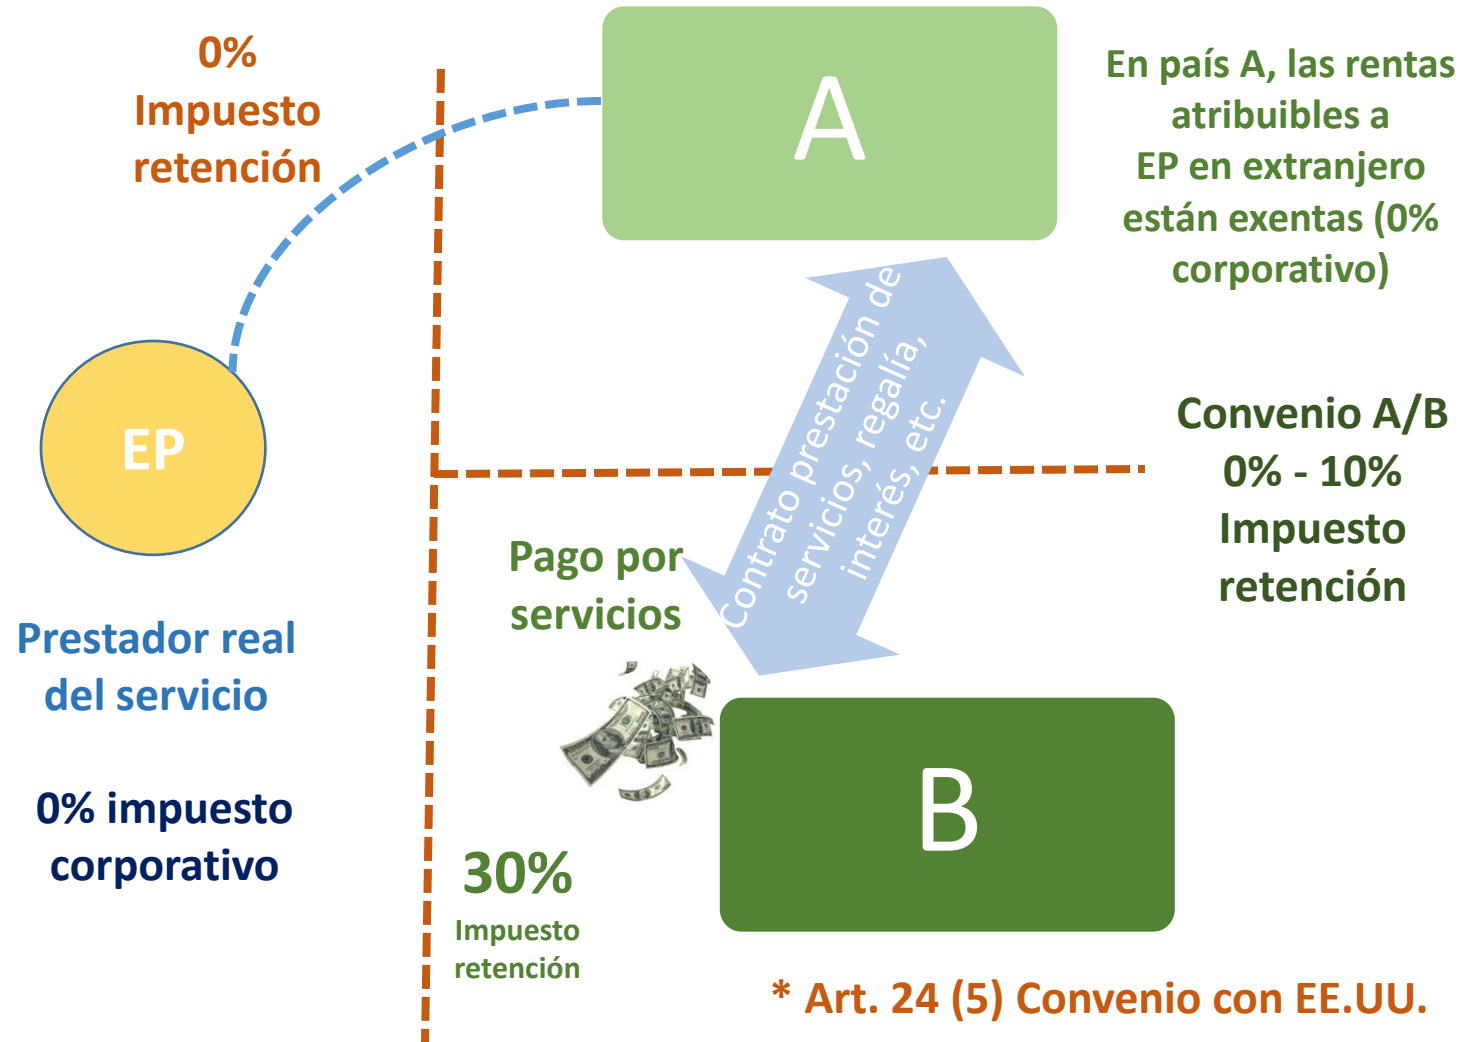 0%
Impuesto
retención
A
En país A, las rentas
atribuibles a
EP en extranjero
están exentas (0%
corporativo)
EP
Contrato prestación de
servicios, regalía,
interés, etc.
Convenio A/B
0% - 10%
Impuesto
retención
Pago por
servicios
Prestador real
del servicio
0% impuesto
corporativo
B
30%
Impuesto
retención
* Art. 24 (5) Convenio con EE.UU.